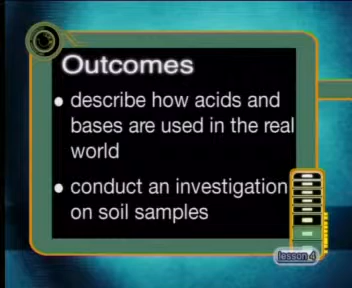 Outcomes
• describe how acids and
bases are used in the real
world
• conduct an investigation
on soil samples
lesson 4